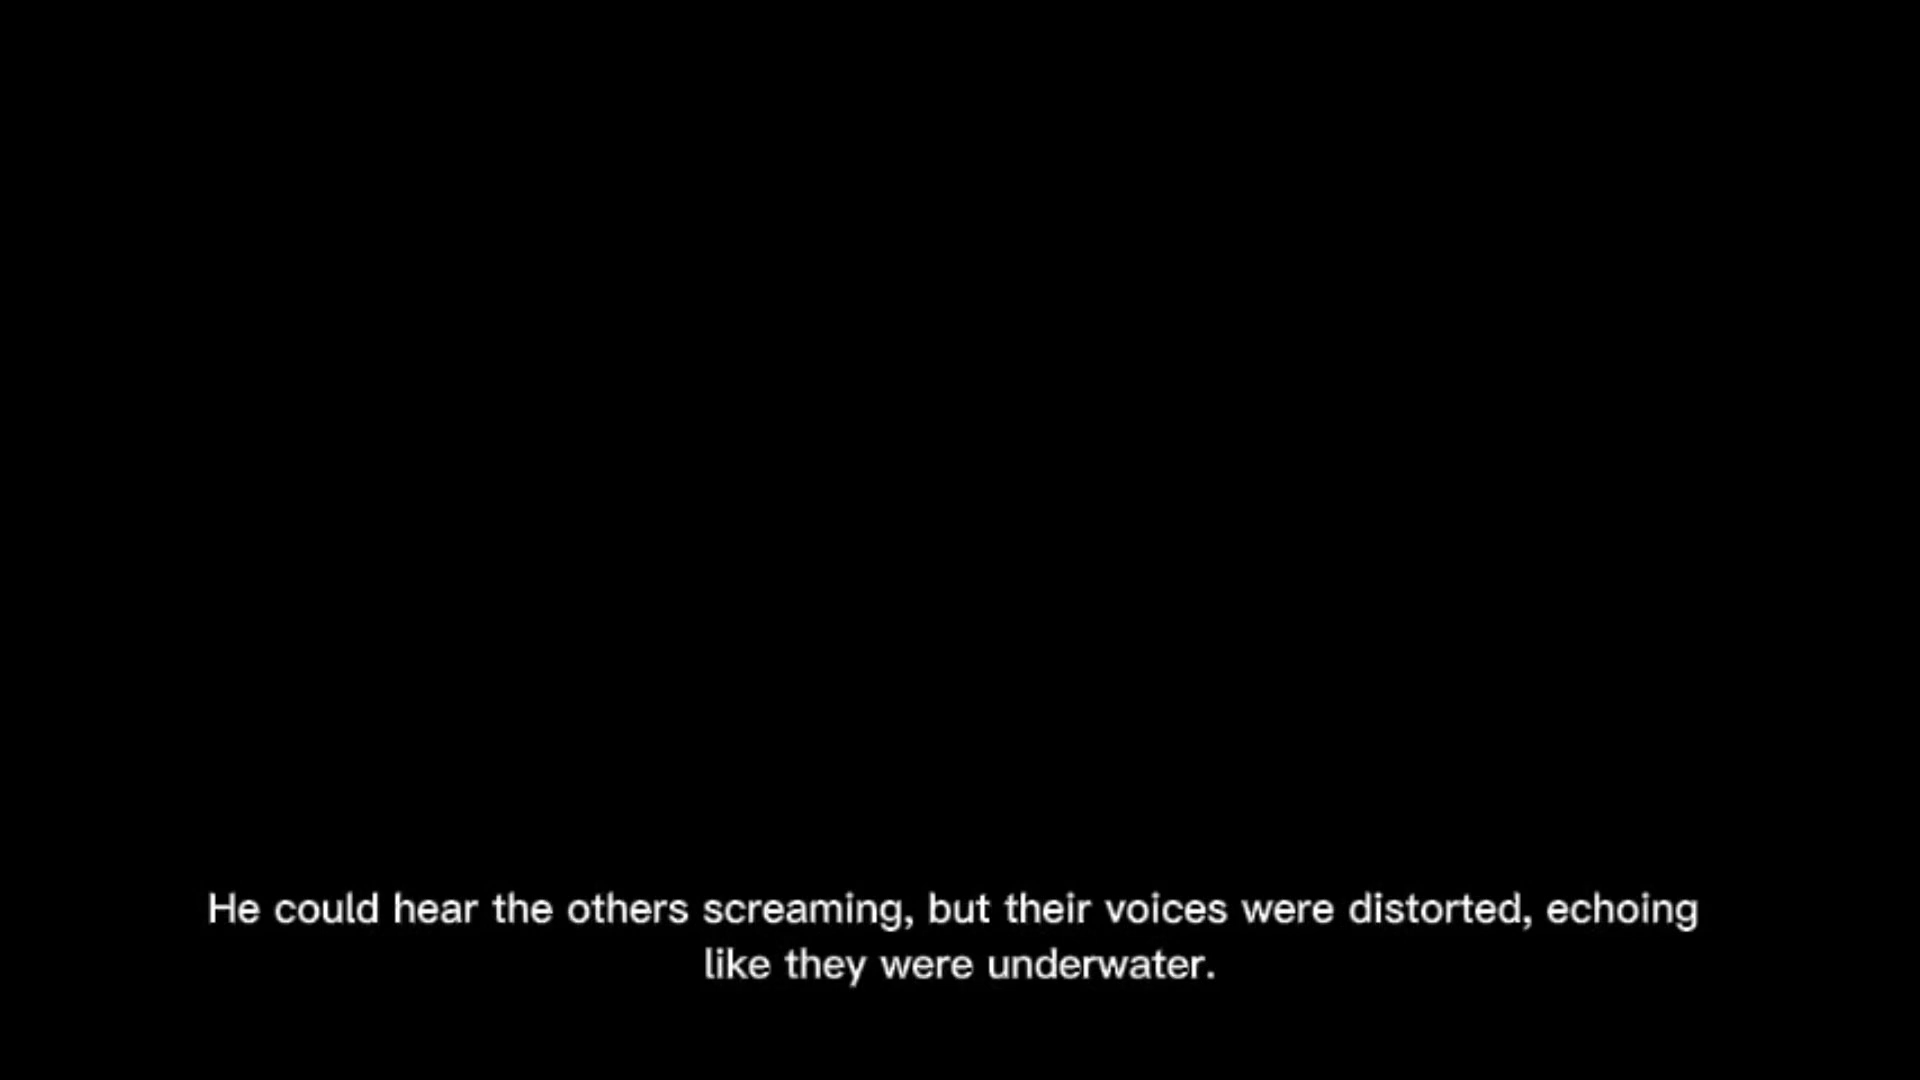 He could hear the others screaming, but their voices were distorted, echoing
like they were underwater.